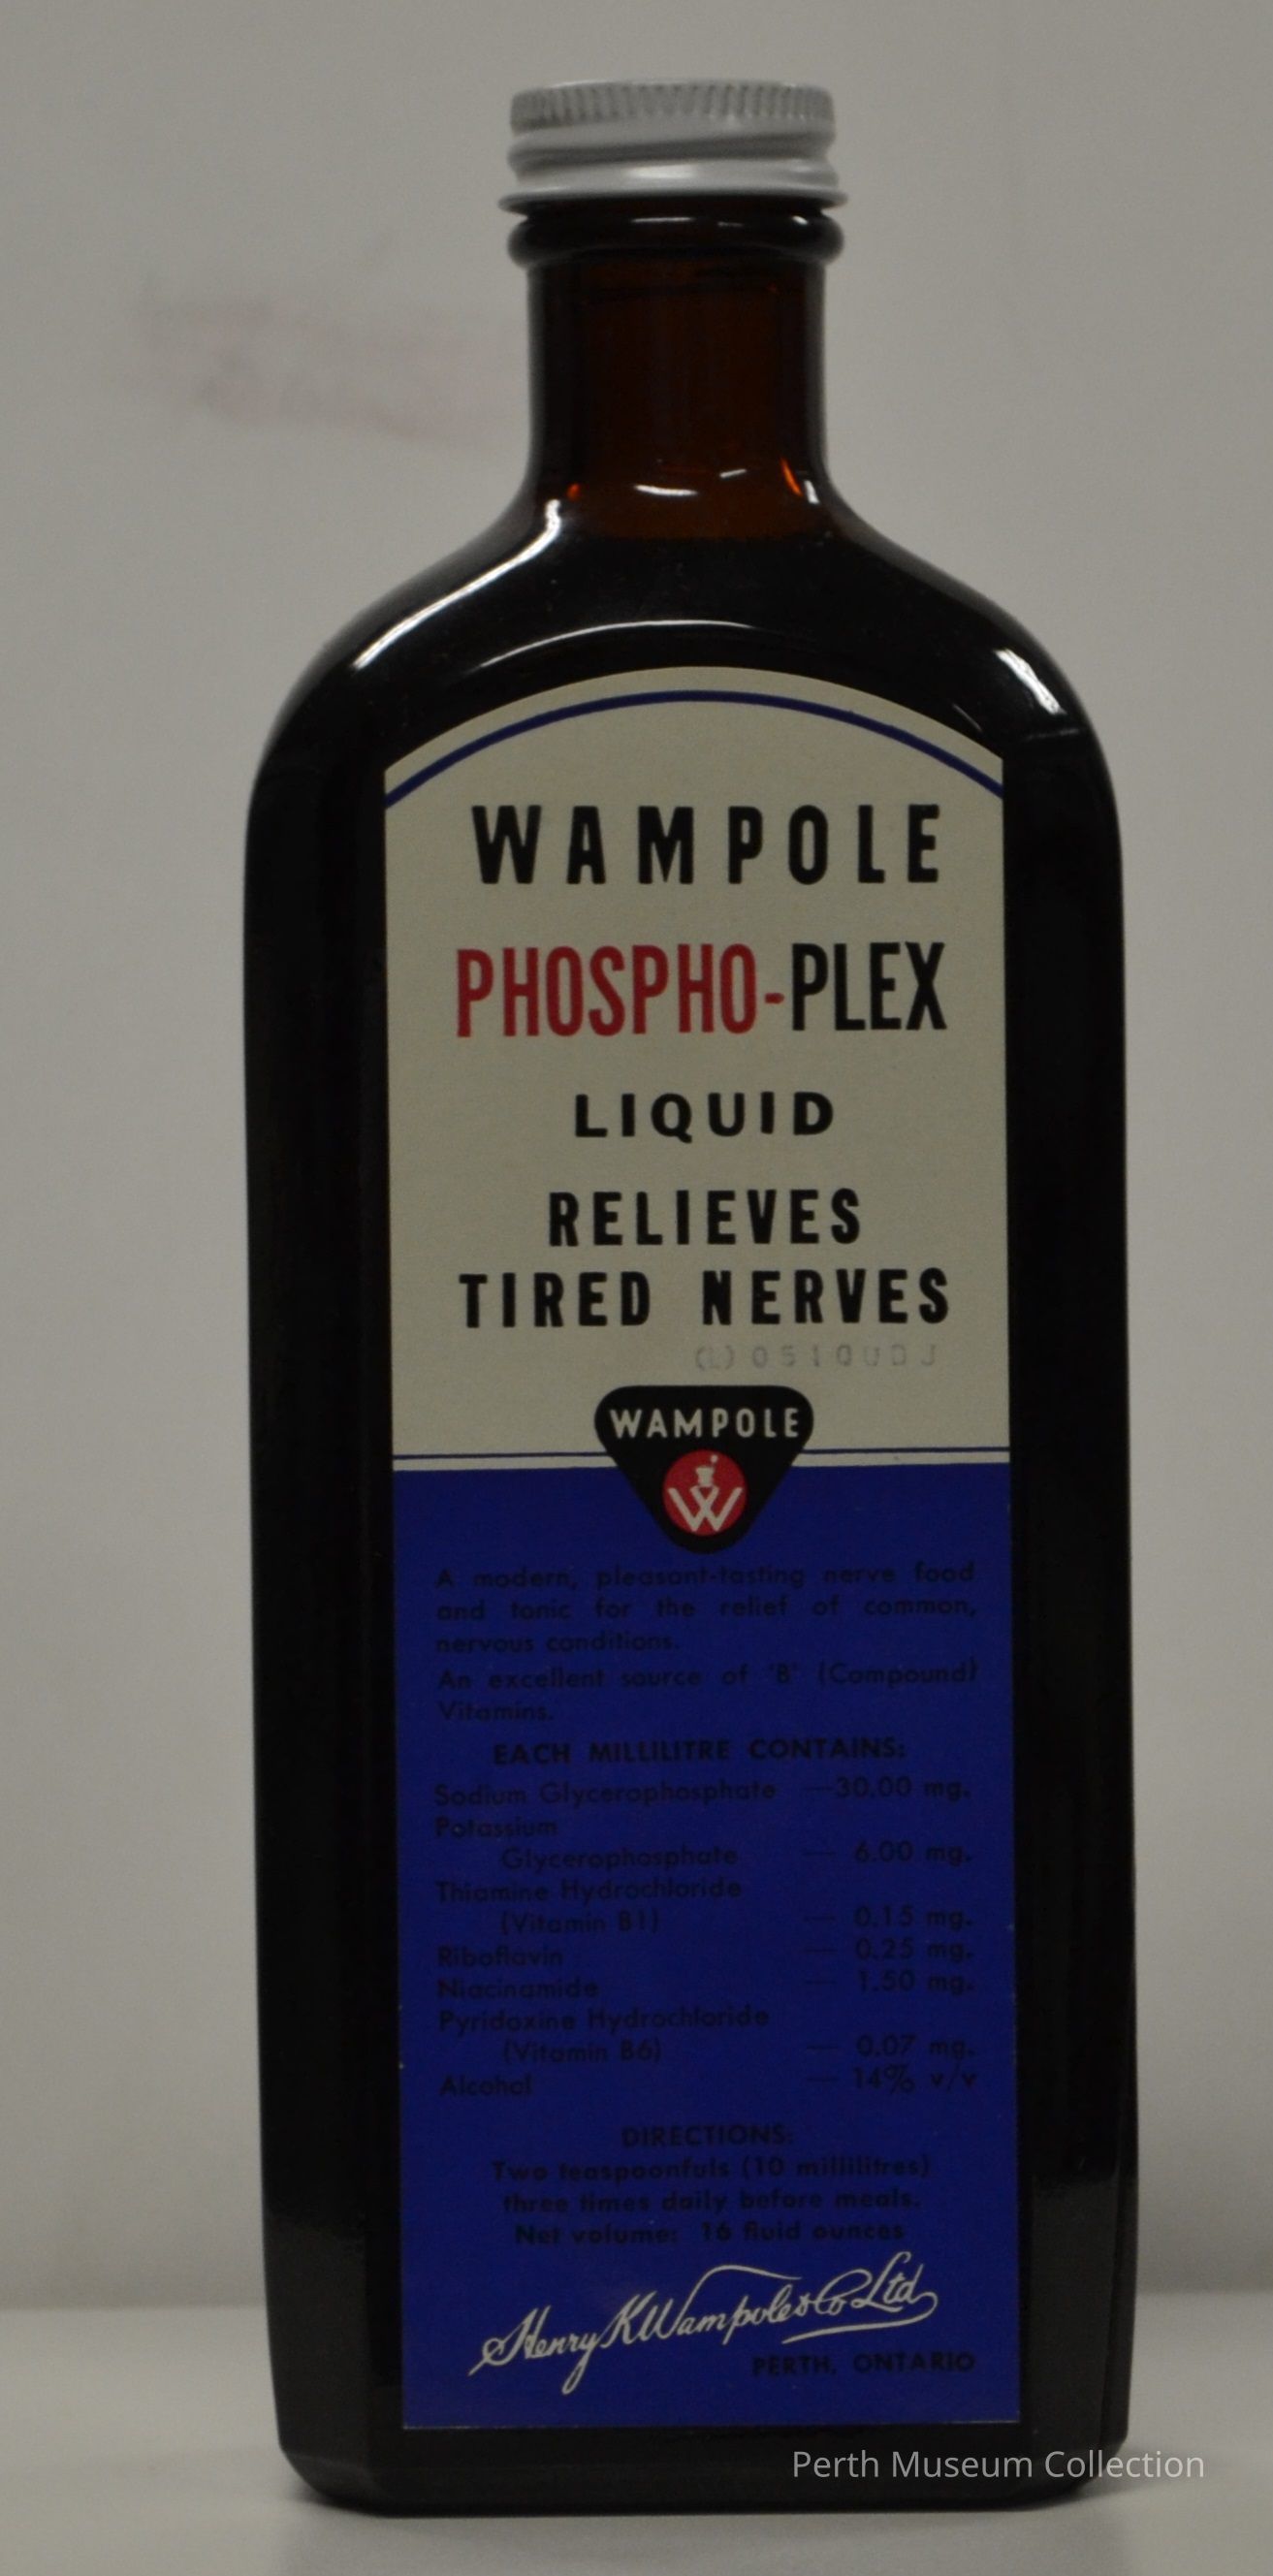 WAMPOLE
PHOSPHO-PLEX
LIQUID
RELIEVES
TIRED NERVES
WAMPOLE
W
A modern, pleasant-tasting nerve food
and tonic for the relief of common,
nervous conditions.
An excellent source of 'B' (Compound)
Vitamins.
EACH MILLILITRE CONTAINS:
Sodium Glycerophosphate — 30.00 mg.
Potassium
Glycerophosphate — 6.00 mg.
Thiamine Hydrochloride
(Vitamin B1) — 0.15 mg.
Riboflavin — 0.25 mg.
Niacinamide — 1.50 mg.
Pyridoxine Hydrochloride
(Vitamin B6) — 0.07 mg.
Alcohol — 14% v/v
DIRECTIONS:
Two teaspoonfuls (10 millilitres)
three times daily before meals.
Net volume: 16 fluid ounces
Henry K Wampole & Co Ltd
PERTH, ONTARIO
Perth Museum Collection